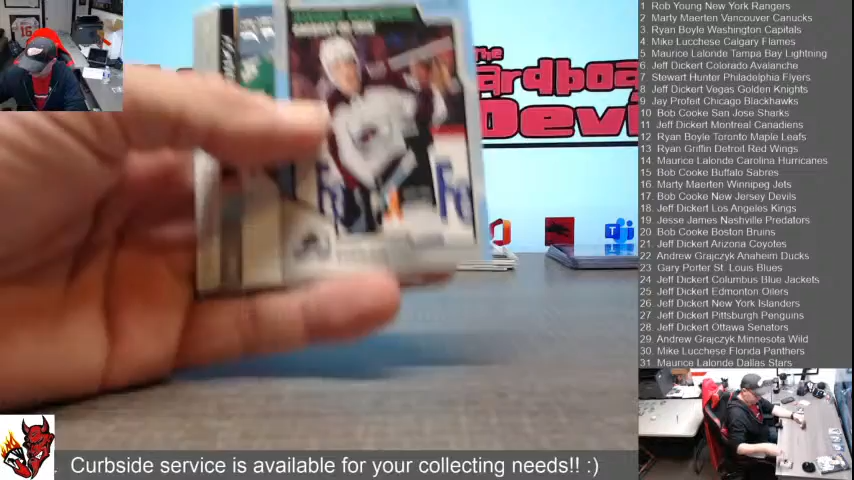 1 Rob Young New York Rangers
2 Marty Maerten Vancouver Canucks
3 Ryan Boyle Washington Capitals
4 Mike Lucchese Calgary Flames
5 Maurice Lalonde Tampa Bay Lightning
6 Jeff Dickert Colorado Avalanche
7 Stewart Hunter Philadelphia Flyers
8 Jeff Dickert Vegas Golden Knights
9 Jay Profeit Chicago Blackhawks
10 Bob Cooke San Jose Sharks
11 Jeff Dickert Montreal Canadiens
12 Ryan Boyle Toronto Maple Leafs
13 Ryan Griffin Detroit Red Wings
14 Maurice Lalonde Carolina Hurricanes
15 Bob Cooke Buffalo Sabres
16 Marty Maerten Winnipeg Jets
17 Bob Cooke New Jersey Devils
18 Jeff Dickert Los Angeles Kings
19 Jesse James Nashville Predators
20 Bob Cooke Boston Bruins
21 Jeff Dickert Arizona Coyotes
22 Andrew Grajczyk Anaheim Ducks
23 Gary Porter St. Louis Blues
24 Jeff Dickert Columbus Blue Jackets
25 Jeff Dickert Edmonton Oilers
26 Jeff Dickert New York Islanders
27 Jeff Dickert Pittsburgh Penguins
28 Jeff Dickert Ottawa Senators
29 Andrew Grajczyk Minnesota Wild
30 Mike Lucchese Florida Panthers
31 Maurice Lalonde Dallas Stars
The
ardboa
Devi
Curbside service is available for your collecting needs!! :)